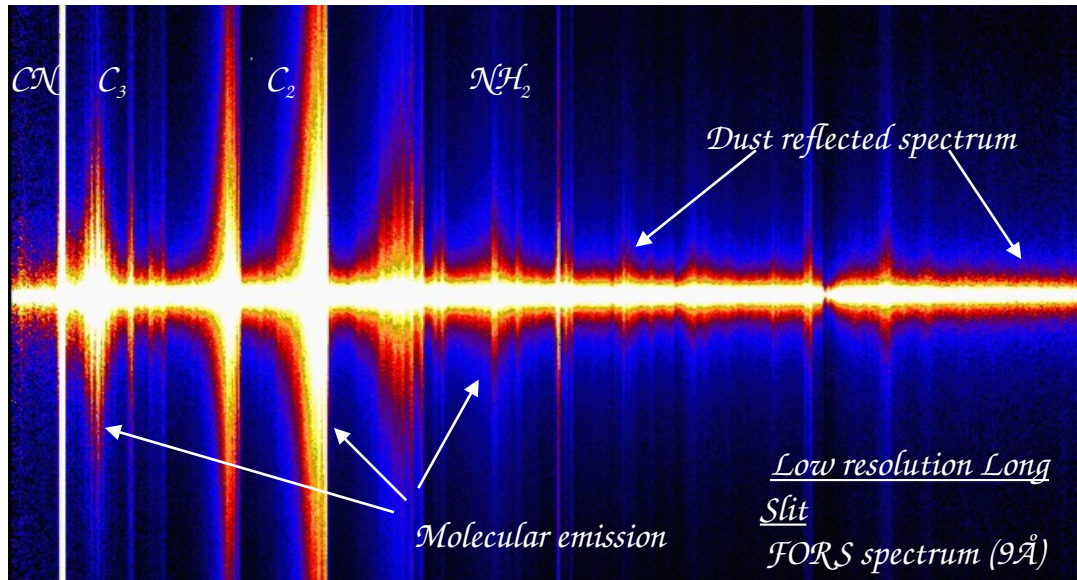 CN
C₃
C₂
NH₂
Dust reflected spectrum
Molecular emission
Low resolution Long
Slit
FORS spectrum (9Å)